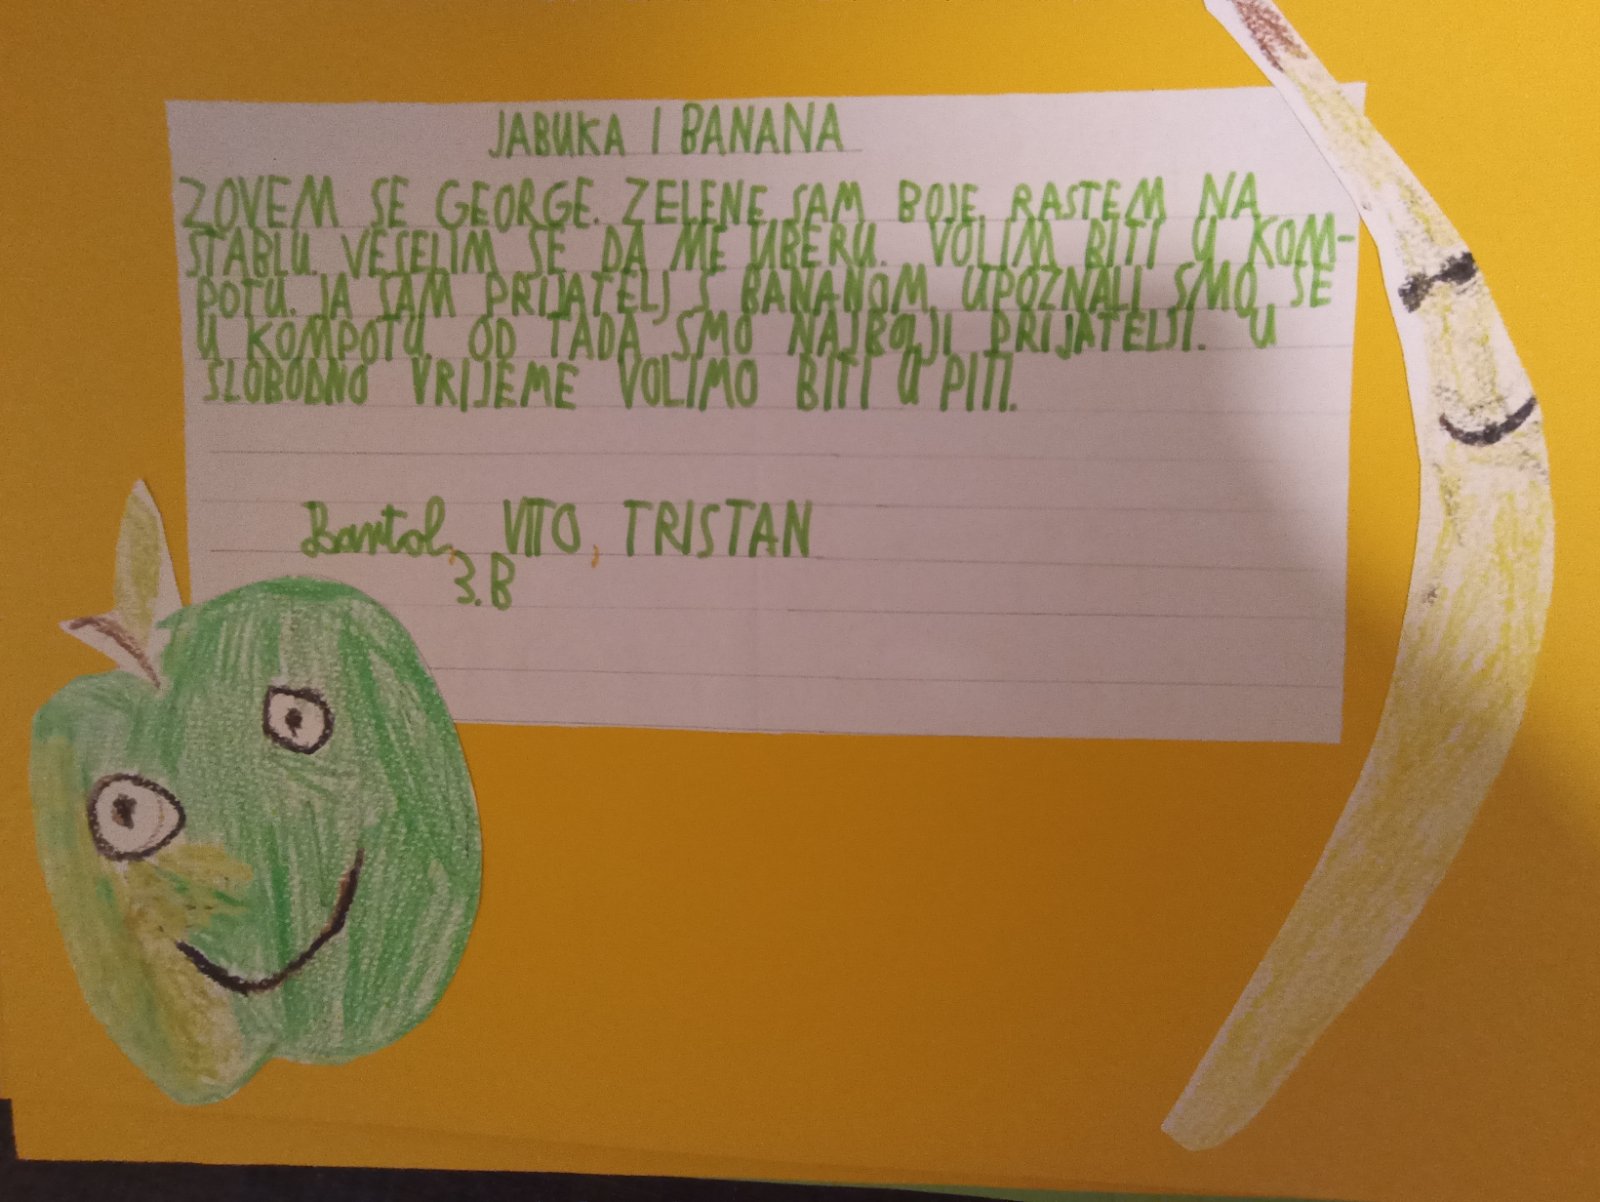 JABUKA I BANANA
ZOVEM SE GEORGE. ZELENE SAM BOJE. RASTEM NA
STABLU. VESELIM SE DA ME UBERU. VOLIM BITI U KOM-
POTU. JA SAM PRIJATELJ S BANANOM. UPOZNALI SMO SE
U KOMPOTU. OD TADA SMO NAJBOLJI PRIJATELJI. U
SLOBODNO VRIJEME VOLIMO BITI U PITI.
Bartol, VITO, TRISTAN
3.B